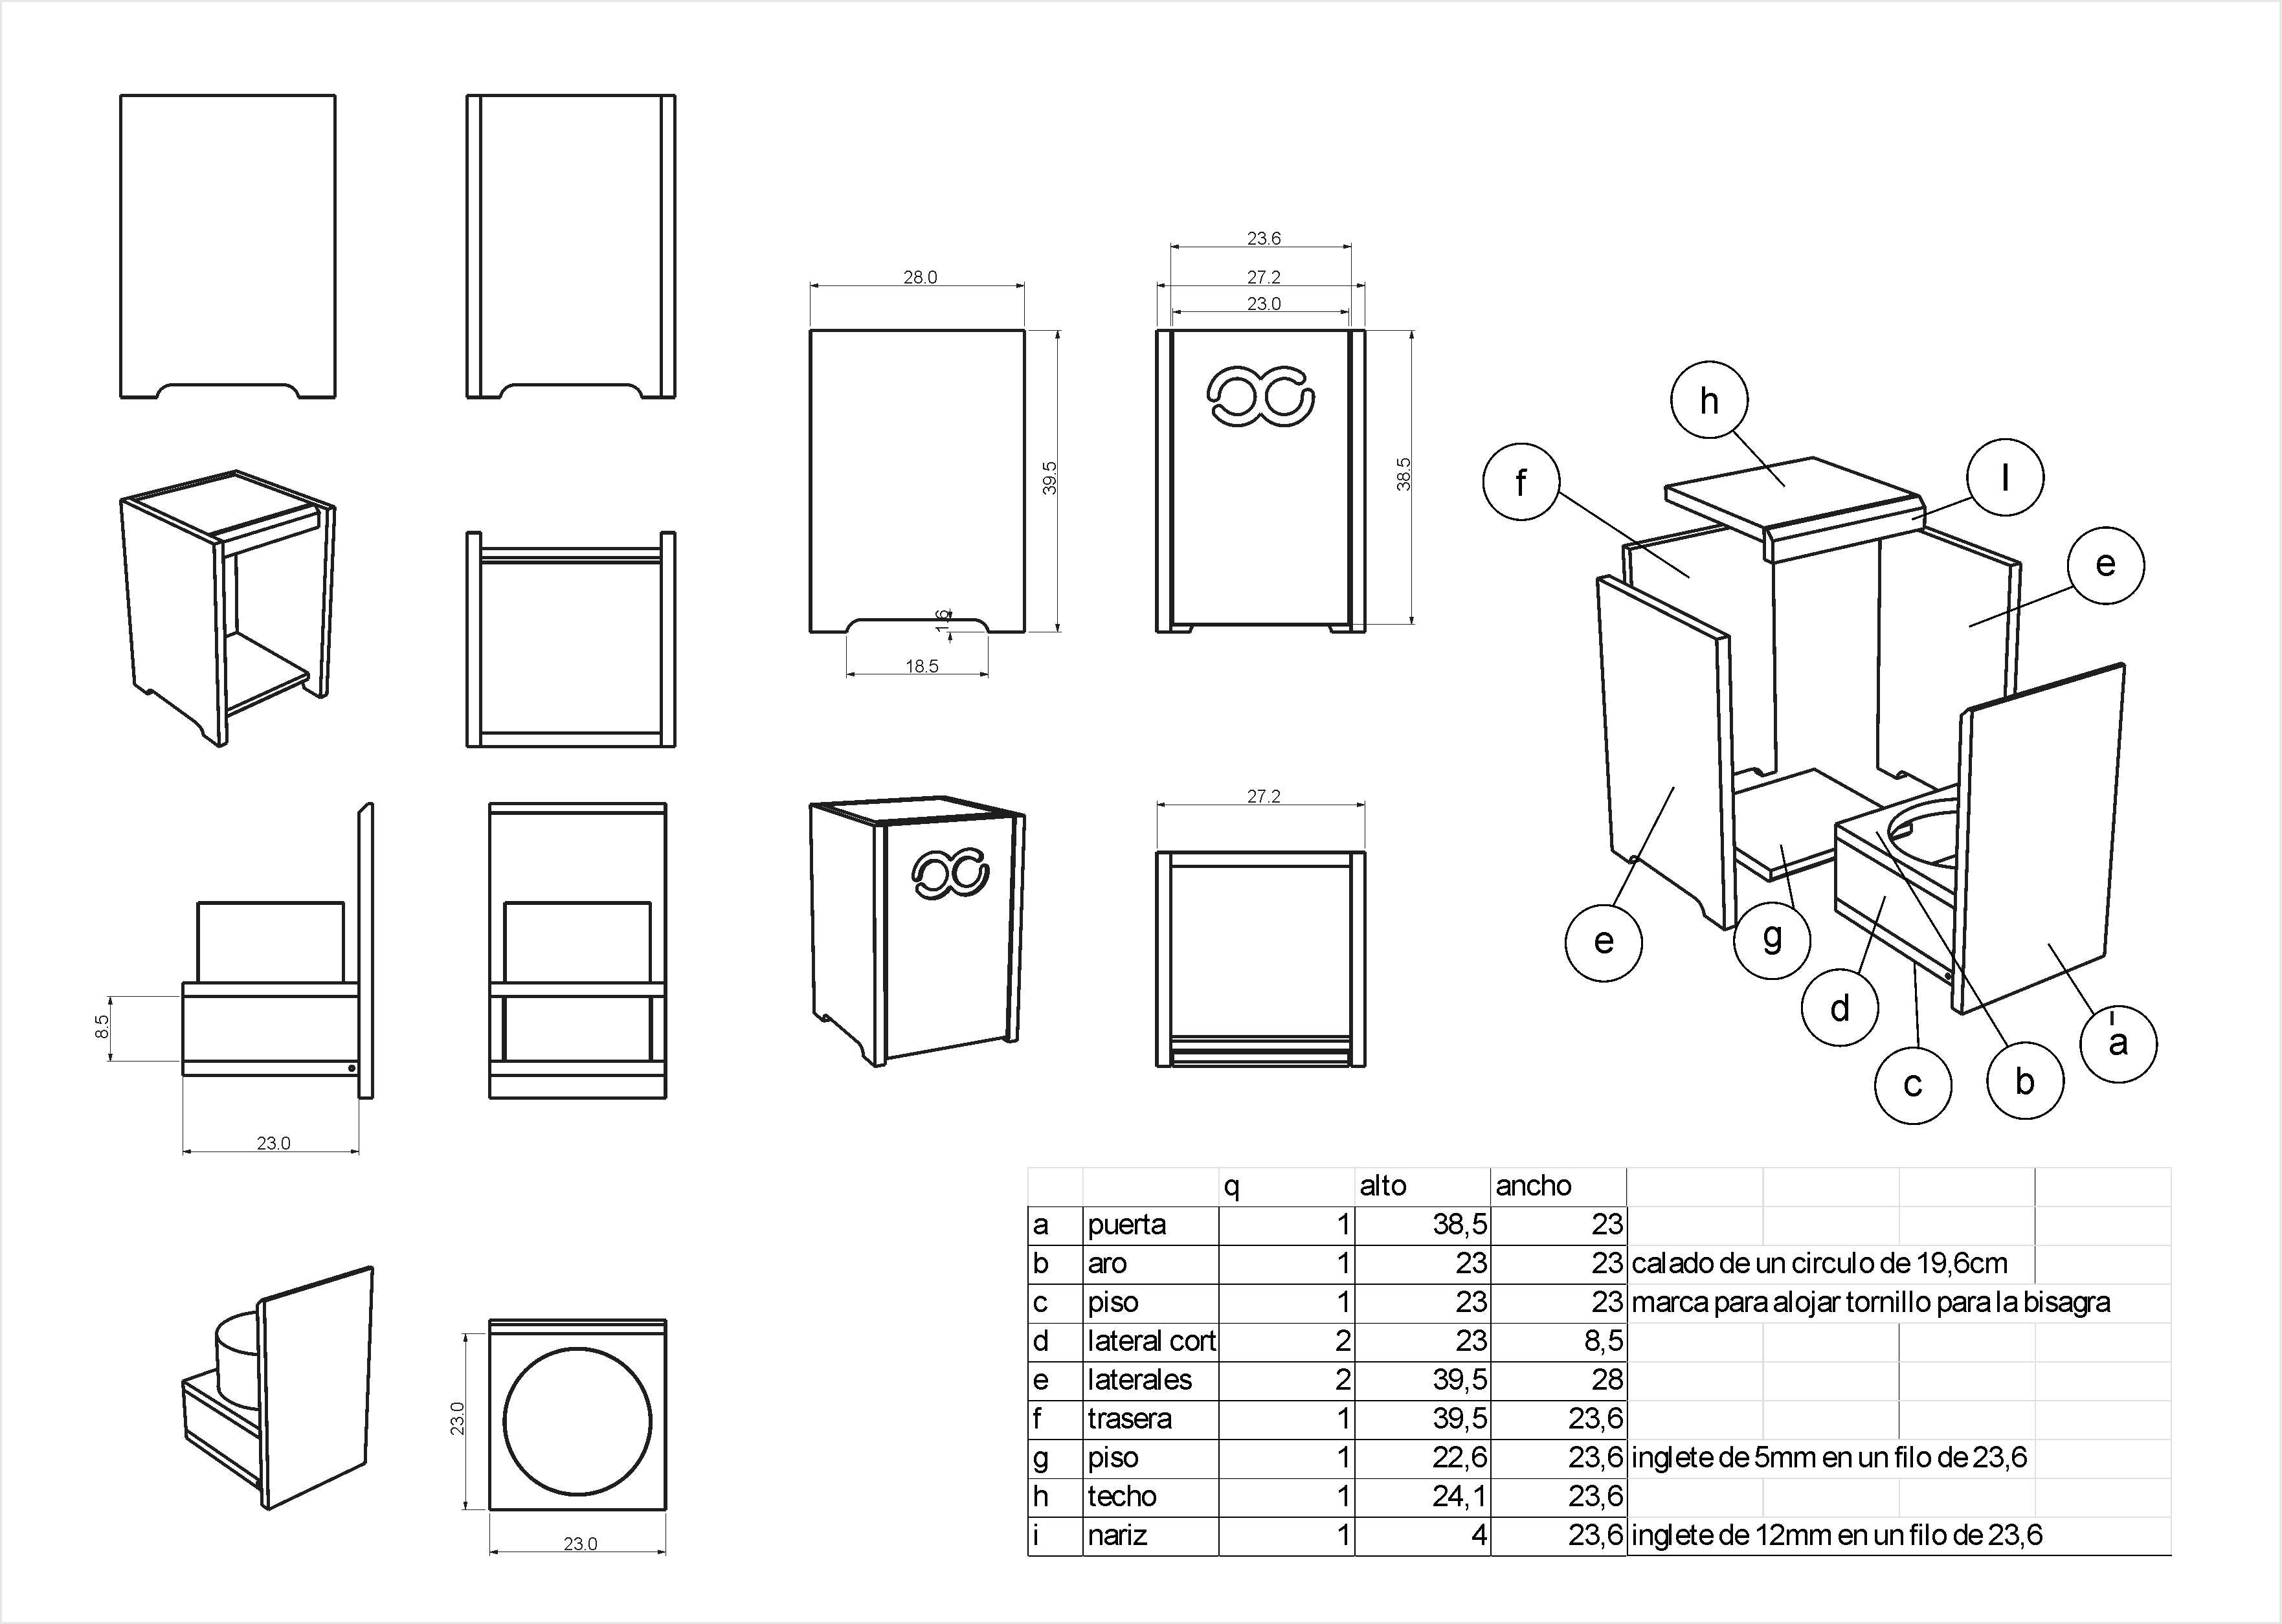 23.6
28.0
27.2
23.0
39.5
38.5
1.6
18.5
h
f
l
e
27.2
e
g
d
a
c
b
8.5
23.0
23.0
23.0
q alto ancho
a puerta 1 38,5 23
b aro 1 23 23 calado de un circulo de 19,6cm
c piso 1 23 23 marca para alojar tornillo para la bisagra
d lateral cort 2 23 8,5
e laterales 2 39,5 28
f trasera 1 39,5 23,6
g piso 1 22,6 23,6 inglete de 5mm en un filo de 23,6
h techo 1 24,1 23,6
i nariz 1 4 23,6 inglete de 12mm en un filo de 23,6